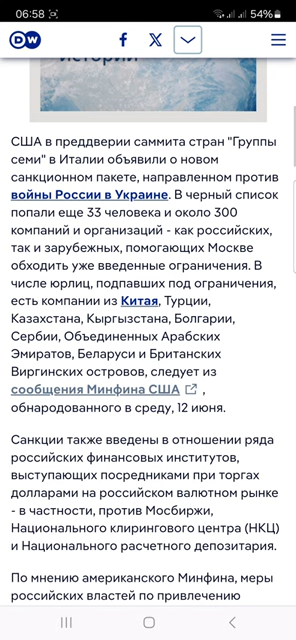 06:58
54%
DW
истории
США в преддверии саммита стран "Группы
семи" в Италии объявили о новом
санкционном пакете, направленном против
войны России в Украине. В черный список
попали еще 33 человека и около 300
компаний и организаций - как российских,
так и зарубежных, помогающих Москве
обходить уже введенные ограничения. В
числе юрлиц, подпавших под ограничения,
есть компании из Китая, Турции,
Казахстана, Кыргызстана, Болгарии,
Сербии, Объединенных Арабских
Эмиратов, Беларуси и Британских
Виргинских островов, следует из
сообщения Минфина США ,
обнародованного в среду, 12 июня.
Санкции также введены в отношении ряда
российских финансовых институтов,
выступающих посредниками при торгах
долларами на российском валютном рынке
- в частности, против Мосбиржи,
Национального клирингового центра (НКЦ)
и Национального расчетного депозитария.
По мнению американского Минфина, меры
российских властей по привлечению